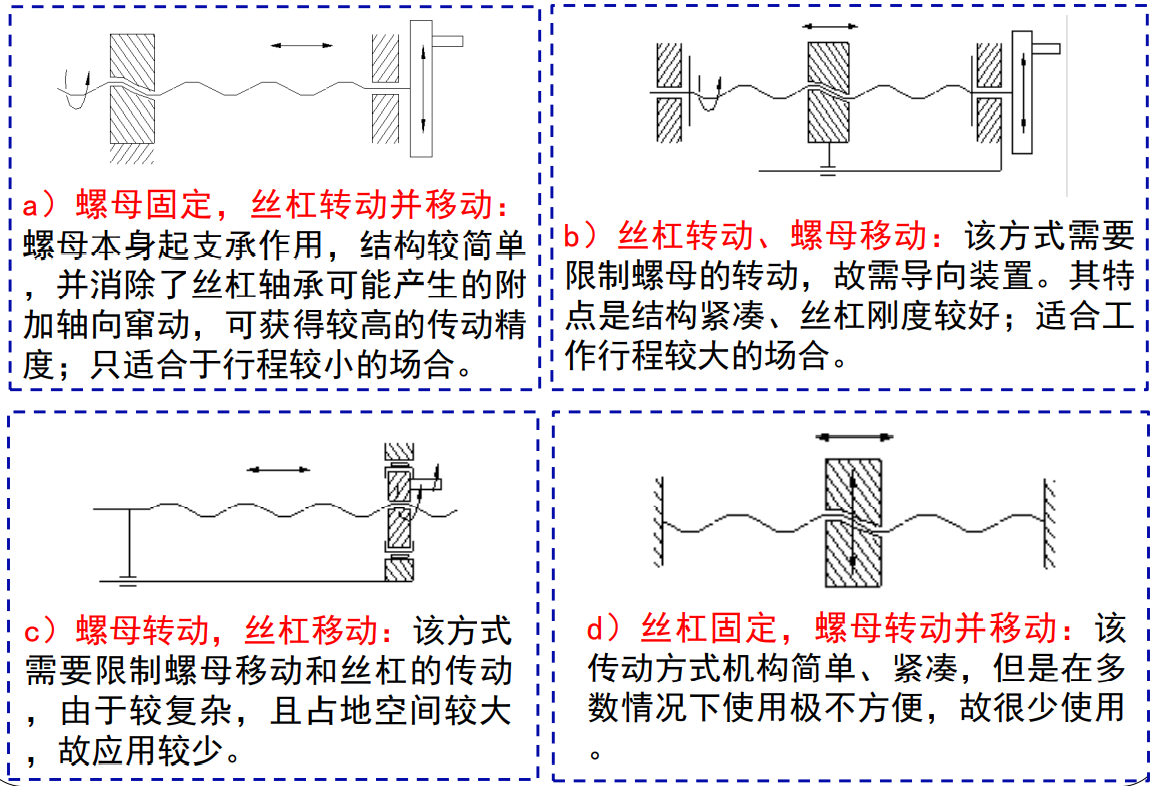 a）螺母固定，丝杠转动并移动：
螺母本身起支承作用，结构较简单
，并消除了丝杠轴承可能产生的附
加轴向窜动，可获得较高的传动精
度；只适合于行程较小的场合。
b）丝杠转动、螺母移动：该方式需要
限制螺母的转动，故需导向装置。其特
点是结构紧凑、丝杠刚度较好；适合工
作行程较大的场合。
c）螺母转动，丝杠移动：该方式
需要限制螺母移动和丝杠的传动
，由于较复杂，且占地空间较大
，故应用较少。
d）丝杠固定，螺母转动并移动：该
传动方式机构简单、紧凑，但是在多
数情况下使用极不方便，故很少使用
。